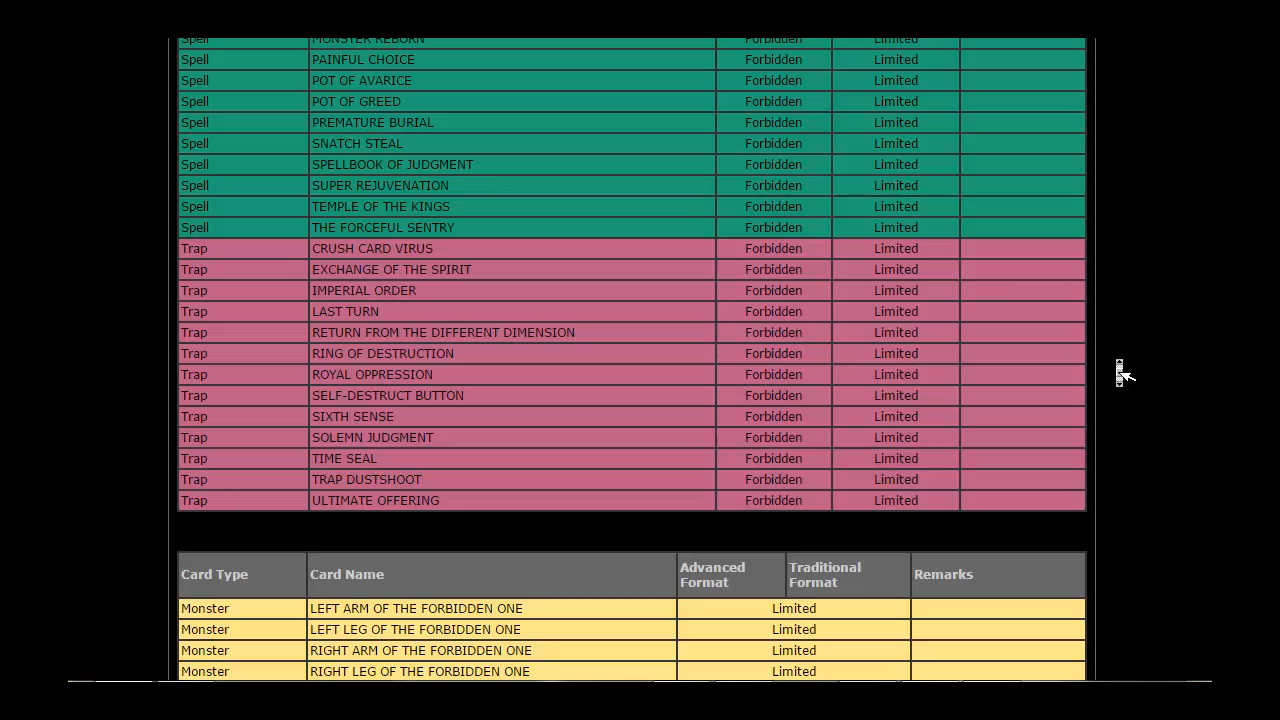 Spell MONSTER REBORN Forbidden Limited
Spell PAINFUL CHOICE Forbidden Limited
Spell POT OF AVARICE Forbidden Limited
Spell POT OF GREED Forbidden Limited
Spell PREMATURE BURIAL Forbidden Limited
Spell SNATCH STEAL Forbidden Limited
Spell SPELLBOOK OF JUDGMENT Forbidden Limited
Spell SUPER REJUVENATION Forbidden Limited
Spell TEMPLE OF THE KINGS Forbidden Limited
Spell THE FORCEFUL SENTRY Forbidden Limited
Trap CRUSH CARD VIRUS Forbidden Limited
Trap EXCHANGE OF THE SPIRIT Forbidden Limited
Trap IMPERIAL ORDER Forbidden Limited
Trap LAST TURN Forbidden Limited
Trap RETURN FROM THE DIFFERENT DIMENSION Forbidden Limited
Trap RING OF DESTRUCTION Forbidden Limited
Trap ROYAL OPPRESSION Forbidden Limited
Trap SELF-DESTRUCT BUTTON Forbidden Limited
Trap SIXTH SENSE Forbidden Limited
Trap SOLEMN JUDGMENT Forbidden Limited
Trap TIME SEAL Forbidden Limited
Trap TRAP DUSTSHOOT Forbidden Limited
Trap ULTIMATE OFFERING Forbidden Limited
Card Type Card Name Advanced Format Traditional Format Remarks
Monster LEFT ARM OF THE FORBIDDEN ONE Limited
Monster LEFT LEG OF THE FORBIDDEN ONE Limited
Monster RIGHT ARM OF THE FORBIDDEN ONE Limited
Monster RIGHT LEG OF THE FORBIDDEN ONE Limited